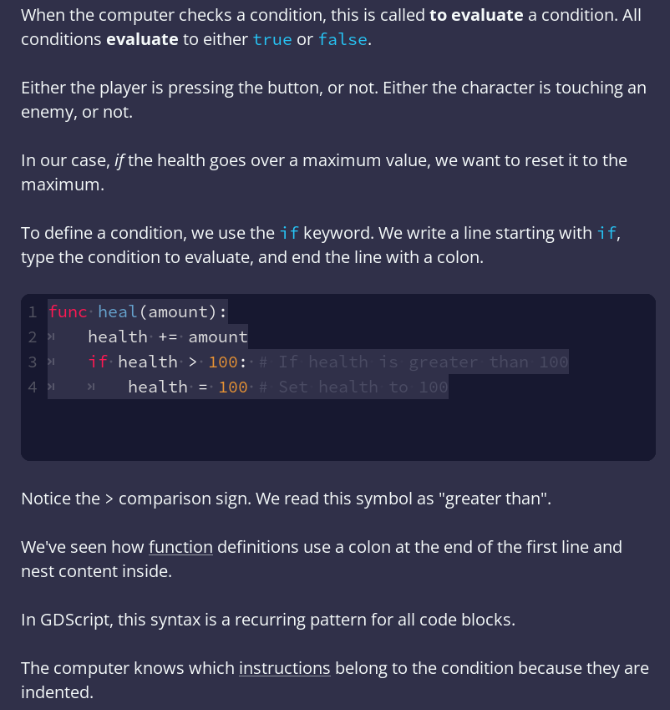 When the computer checks a condition, this is called to evaluate a condition. All
conditions evaluate to either true or false.
Either the player is pressing the button, or not. Either the character is touching an
enemy, or not.
In our case, if the health goes over a maximum value, we want to reset it to the
maximum.
To define a condition, we use the if keyword. We write a line starting with if,
type the condition to evaluate, and end the line with a colon.
1 func heal(amount):
2 health += amount
3 if health > 100: # If health is greater than 100
4 health = 100 # Set health to 100
Notice the > comparison sign. We read this symbol as "greater than".
We've seen how function definitions use a colon at the end of the first line and
nest content inside.
In GDScript, this syntax is a recurring pattern for all code blocks.
The computer knows which instructions belong to the condition because they are
indented.